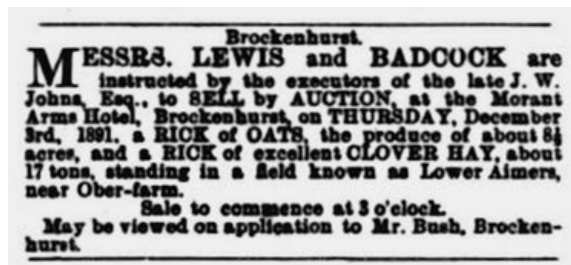 Brockenhurst.
MESSRS. LEWIS and BADCOCK are
instructed by the executors of the late J. W.
Johns, Esq., to SELL by AUCTION, at the Morant
Arms Hotel, Brockenhurst, on THURSDAY, December
3rd, 1891, a RICK of OATS, the produce of about 8½
acres, and a RICK of excellent CLOVER HAY, about
17 tons, standing in a field known as Lower Aimers,
near Ober-farm.
Sale to commence at 3 o'clock.
May be viewed on application to Mr. Bush, Brocken-
hurst.